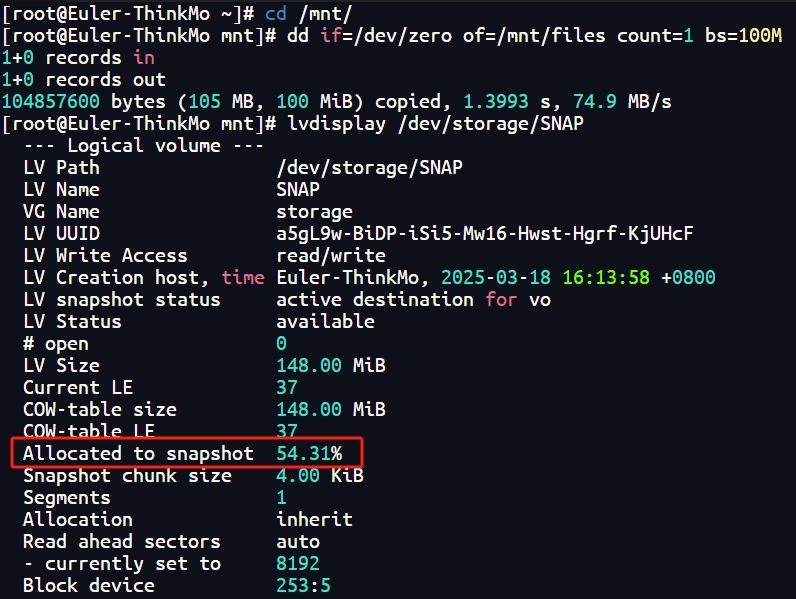 [root@Euler-ThinkMo ~]# cd /mnt/
[root@Euler-ThinkMo mnt]# dd if=/dev/zero of=/mnt/files count=1 bs=100M
1+0 records in
1+0 records out
104857600 bytes (105 MB, 100 MiB) copied, 1.3993 s, 74.9 MB/s
[root@Euler-ThinkMo mnt]# lvdisplay /dev/storage/SNAP
--- Logical volume ---
LV Path /dev/storage/SNAP
LV Name SNAP
VG Name storage
LV UUID a5gL9w-BiDP-iSi5-Mw16-Hwst-Hgrf-KjUHcF
LV Write Access read/write
LV Creation host, time Euler-ThinkMo, 2025-03-18 16:13:58 +0800
LV snapshot status active destination for vo
LV Status available
# open 0
LV Size 148.00 MiB
Current LE 37
COW-table size 148.00 MiB
COW-table LE 37
Allocated to snapshot 54.31%
Snapshot chunk size 4.00 KiB
Segments 1
Allocation inherit
Read ahead sectors auto
- currently set to 8192
Block device 253:5